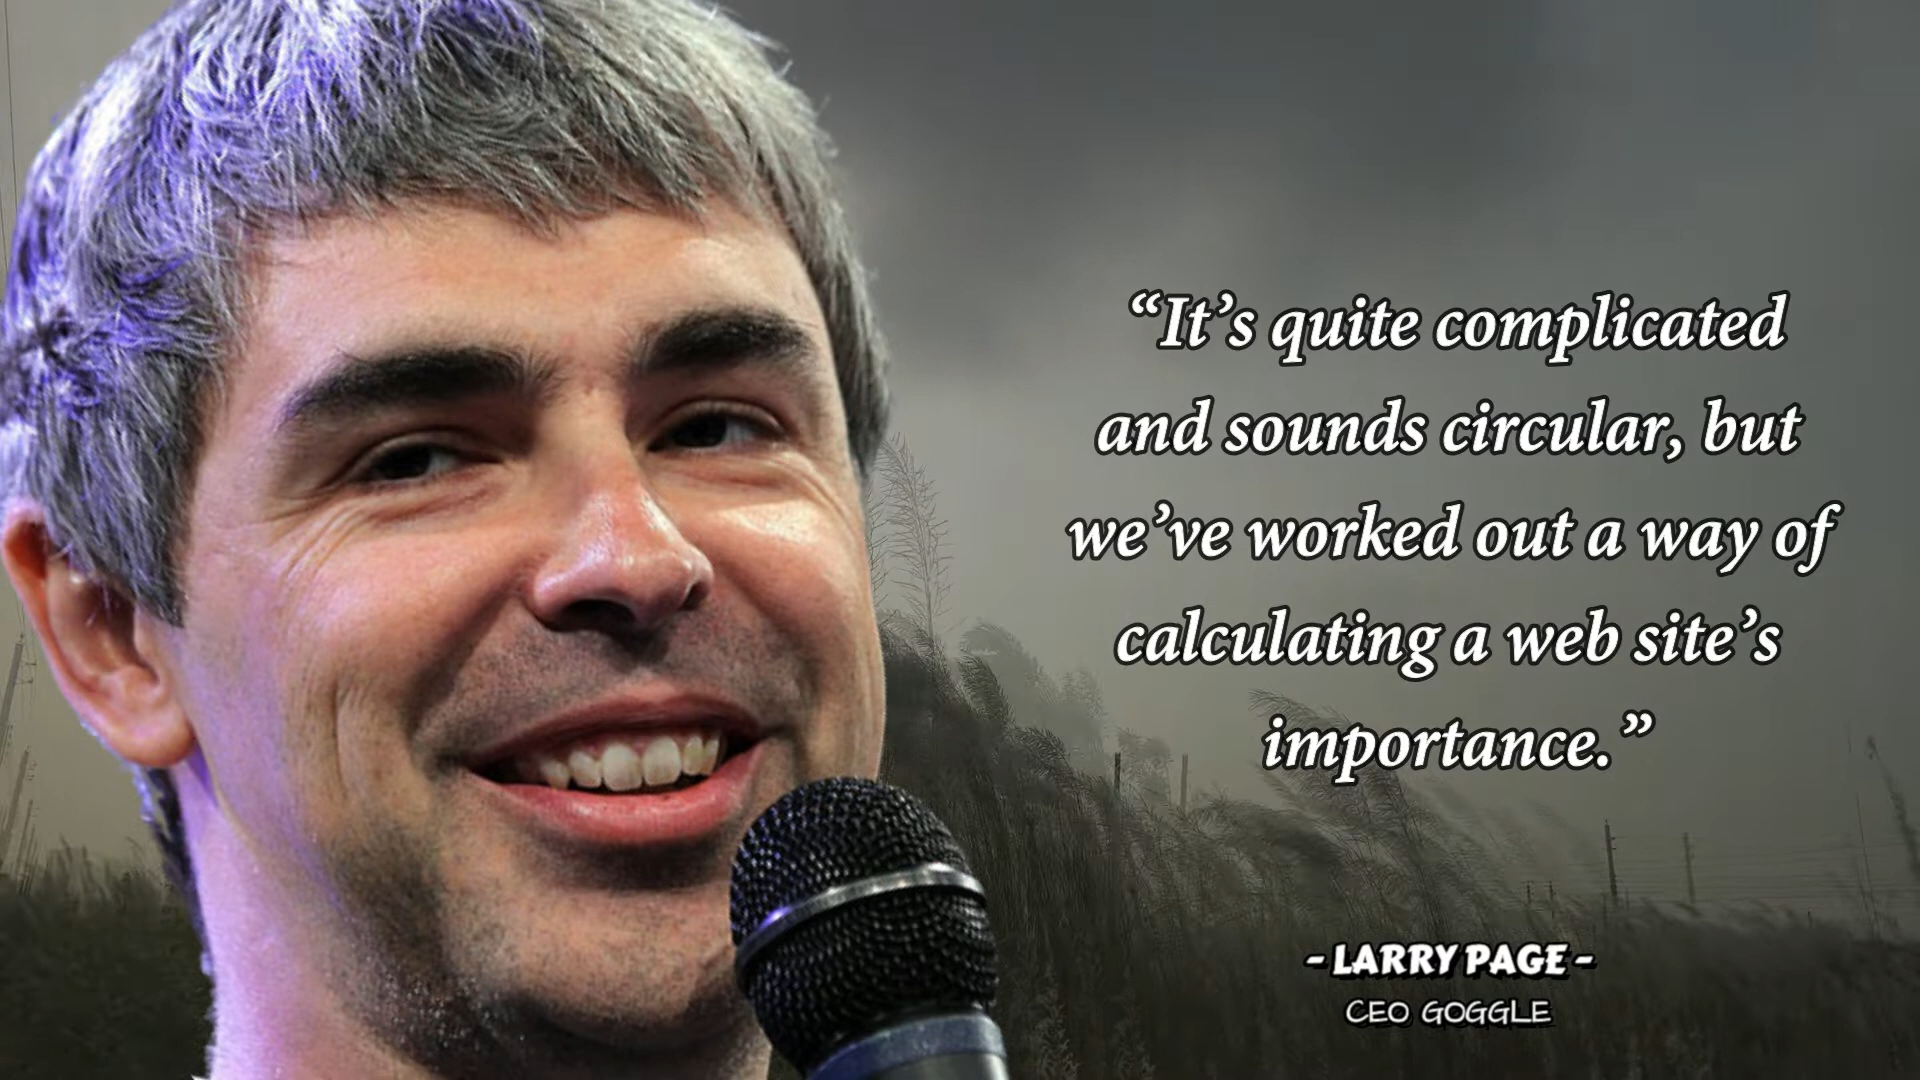 “It’s quite complicated
and sounds circular, but
we’ve worked out a way of
calculating a web site’s
importance.”
- LARRY PAGE -
CEO GOGGLE